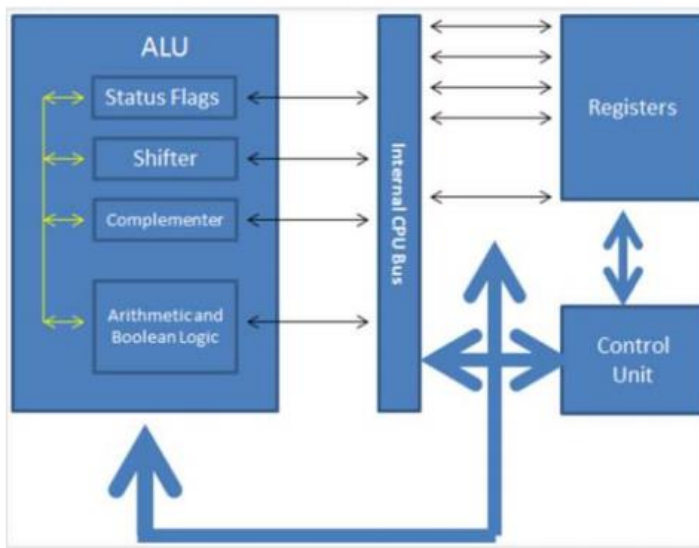 ALU
Status Flags
Shifter
Complementer
Arithmetic and
Boolean Logic
Internal CPU Bus
Registers
Control
Unit